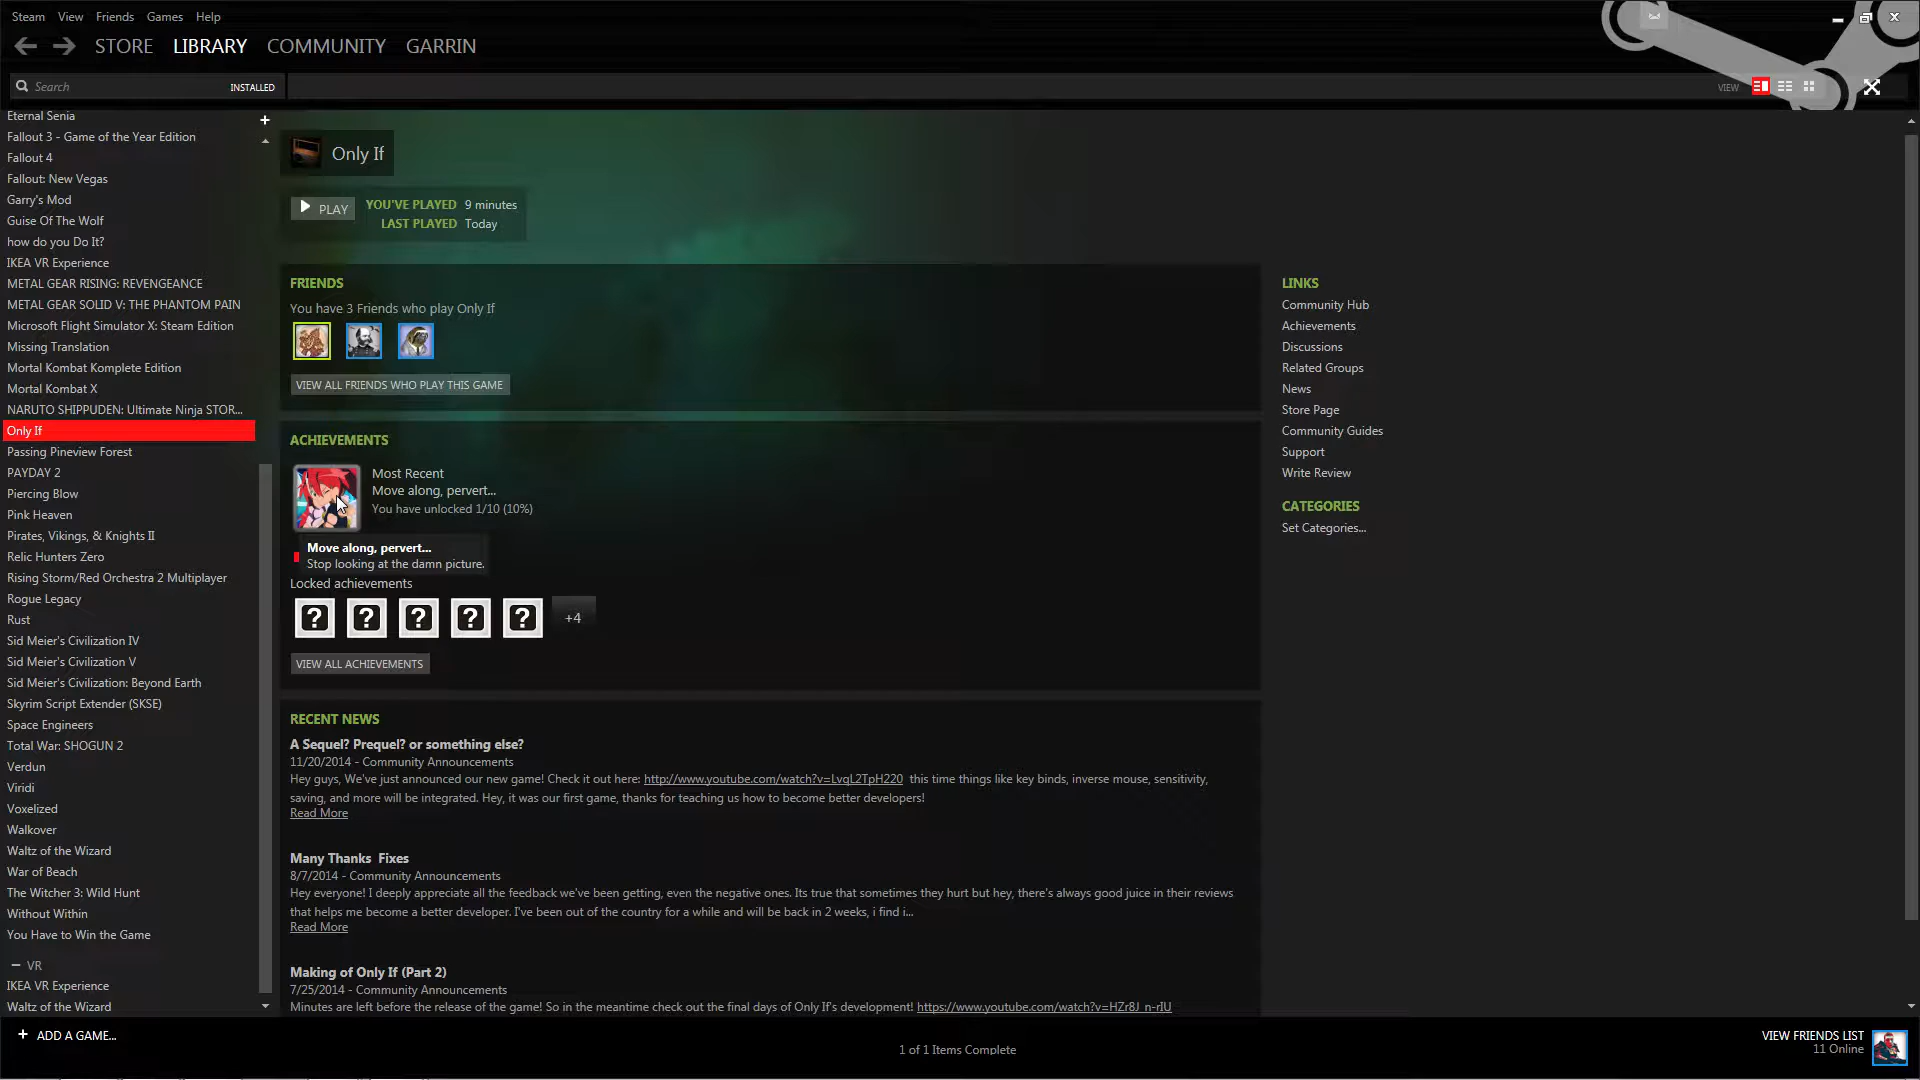 Steam View Friends Games Help
STORE LIBRARY COMMUNITY GARRIN
Search INSTALLED
VIEW
Eternal Senia
Fallout 3 - Game of the Year Edition
Fallout 4
Fallout: New Vegas
Garry's Mod
Guise Of The Wolf
how do you Do It?
IKEA VR Experience
METAL GEAR RISING: REVENGEANCE
METAL GEAR SOLID V: THE PHANTOM PAIN
Microsoft Flight Simulator X: Steam Edition
Missing Translation
Mortal Kombat Komplete Edition
Mortal Kombat X
NARUTO SHIPPUDEN: Ultimate Ninja STOR...
Only If
Passing Pineview Forest
PAYDAY 2
Piercing Blow
Pink Heaven
Pirates, Vikings, & Knights II
Relic Hunters Zero
Rising Storm/Red Orchestra 2 Multiplayer
Rogue Legacy
Rust
Sid Meier's Civilization IV
Sid Meier's Civilization V
Sid Meier's Civilization: Beyond Earth
Skyrim Script Extender (SKSE)
Space Engineers
Total War: SHOGUN 2
Verdun
Viridi
Voxelized
Walkover
Waltz of the Wizard
War of Beach
The Witcher 3: Wild Hunt
Without Within
You Have to Win the Game
− VR
IKEA VR Experience
Waltz of the Wizard
+ ADD A GAME...
Only If
PLAY
YOU'VE PLAYED 9 minutes
LAST PLAYED Today
FRIENDS
You have 3 Friends who play Only If
VIEW ALL FRIENDS WHO PLAY THIS GAME
ACHIEVEMENTS
Most Recent
Move along, pervert...
You have unlocked 1/10 (10%)
Move along, pervert...
Stop looking at the damn picture.
Locked achievements
? ? ? ? ? +4
VIEW ALL ACHIEVEMENTS
RECENT NEWS
A Sequel? Prequel? or something else?
11/20/2014 - Community Announcements
Hey guys, We've just announced our new game! Check it out here: http://www.youtube.com/watch?v=LvqL2TpH220 this time things like key binds, inverse mouse, sensitivity,
saving, and more will be integrated. Hey, it was our first game, thanks for teaching us how to become better developers!
Read More
Many Thanks Fixes
8/7/2014 - Community Announcements
Hey everyone! I deeply appreciate all the feedback we've been getting, even the negative ones. Its true that sometimes they hurt but hey, there's always good juice in their reviews
that helps me become a better developer. I've been out of the country for a while and will be back in 2 weeks, i find i...
Read More
Making of Only If (Part 2)
7/25/2014 - Community Announcements
Minutes are left before the release of the game! So in the meantime check out the final days of Only If's development! https://www.youtube.com/watch?v=HZr8J_n-rIU
LINKS
Community Hub
Achievements
Discussions
Related Groups
News
Store Page
Community Guides
Support
Write Review
CATEGORIES
Set Categories...
1 of 1 Items Complete
VIEW FRIENDS LIST
11 Online